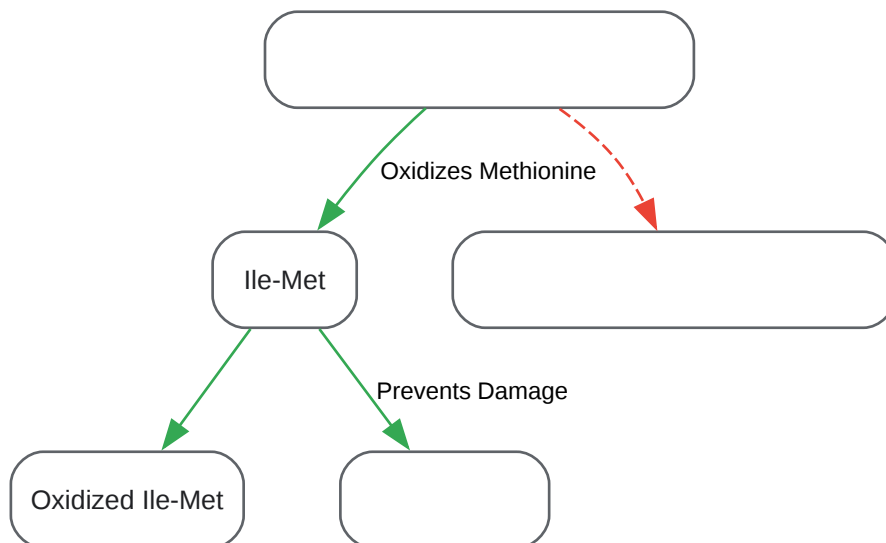 Oxidizes Methionine
Ile-Met
Prevents Damage
Oxidized Ile-Met